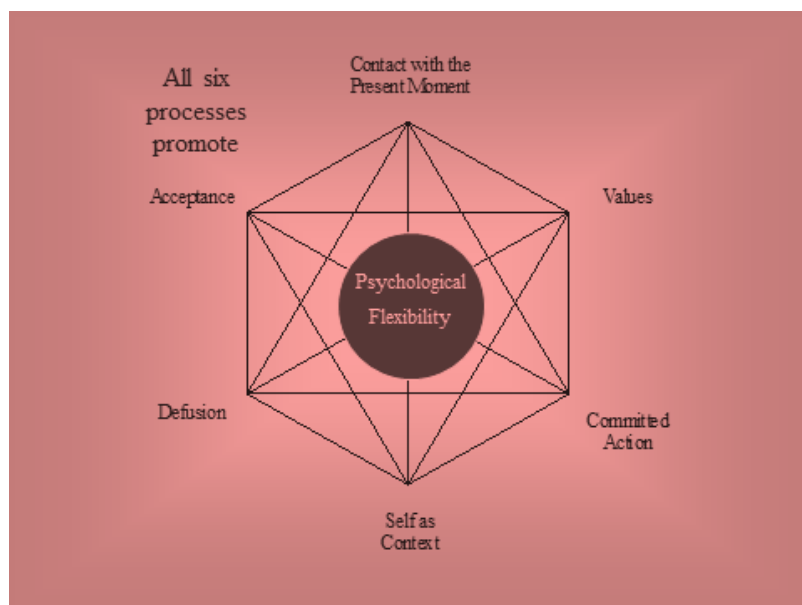 All six
processes
promote
Contact with the
Present Moment
Acceptance
Values
Psychological
Flexibility
Defusion
Committed
Action
Self as
Context